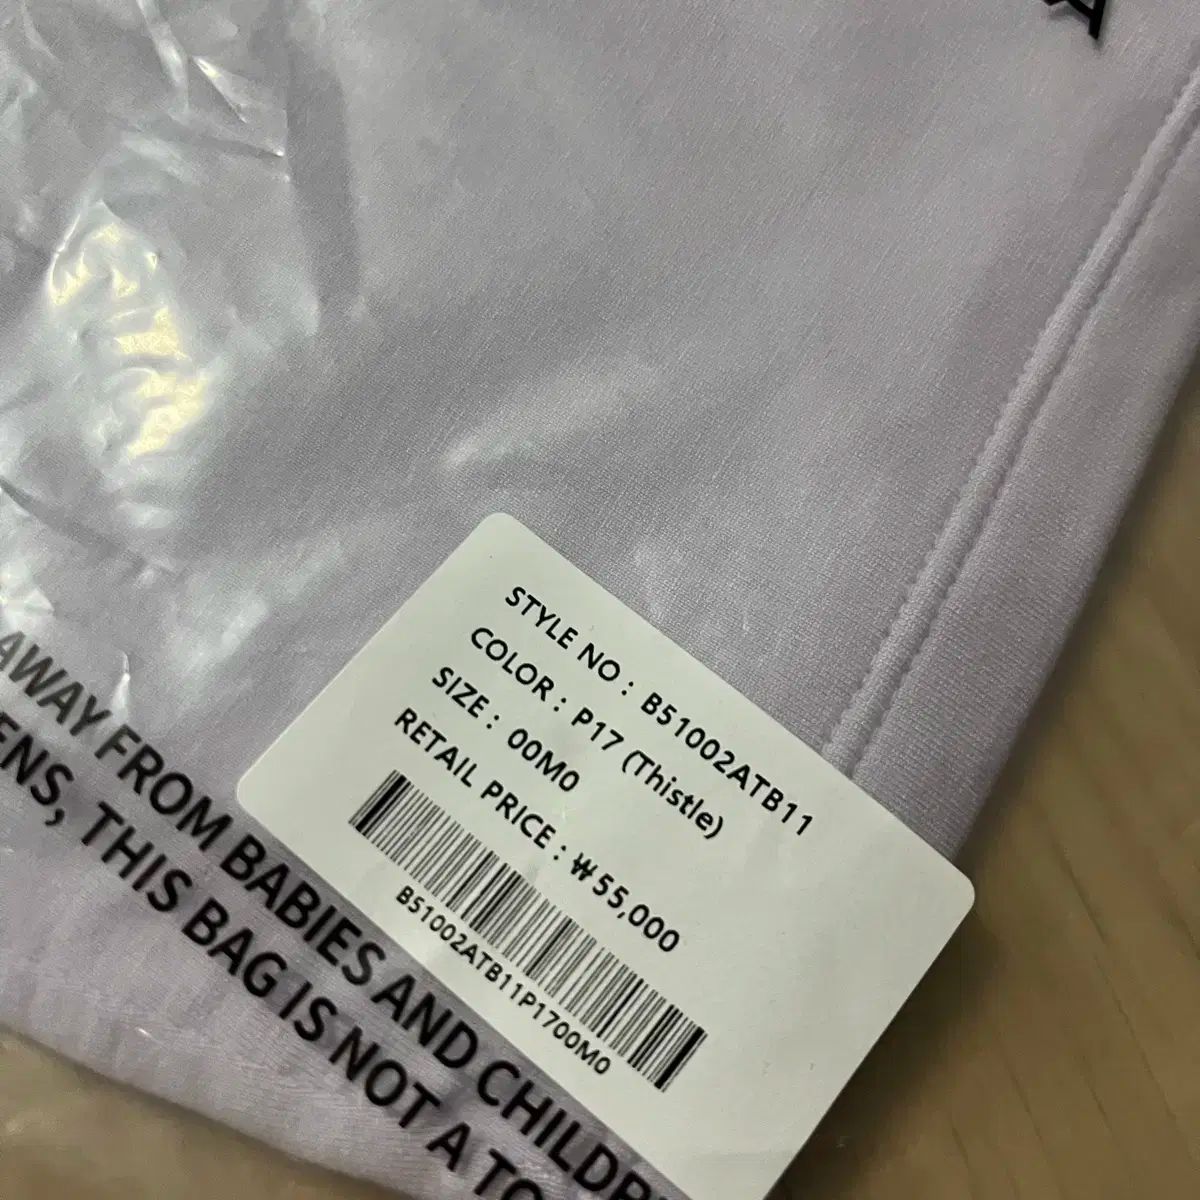 A
STYLE NO : B51002ATB11
COLOR : P17 (Thistle)
SIZE : 00M0
RETAIL PRICE : ₩55,000
B51002ATB11P1700M0
AWAY FROM BABIES AND CHILDR
ENS, THIS BAG IS NOT A TO